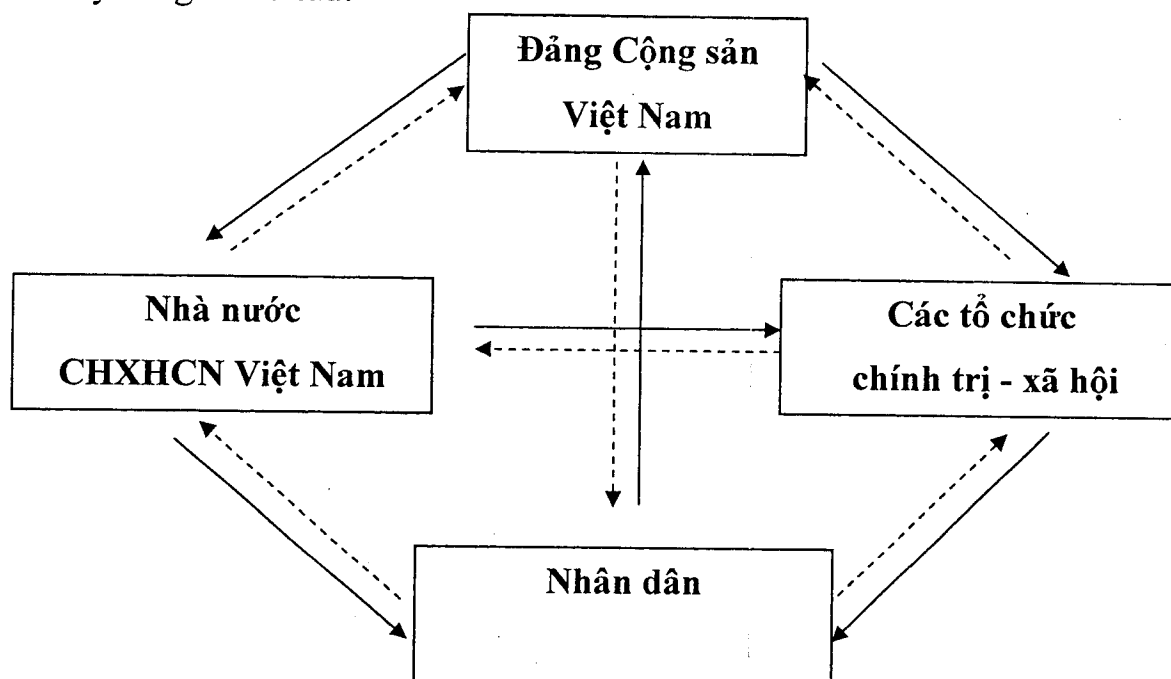 Đảng Cộng sản
Việt Nam
Nhà nước
CHXHCN Việt Nam
Các tổ chức
chính trị - xã hội
Nhân dân